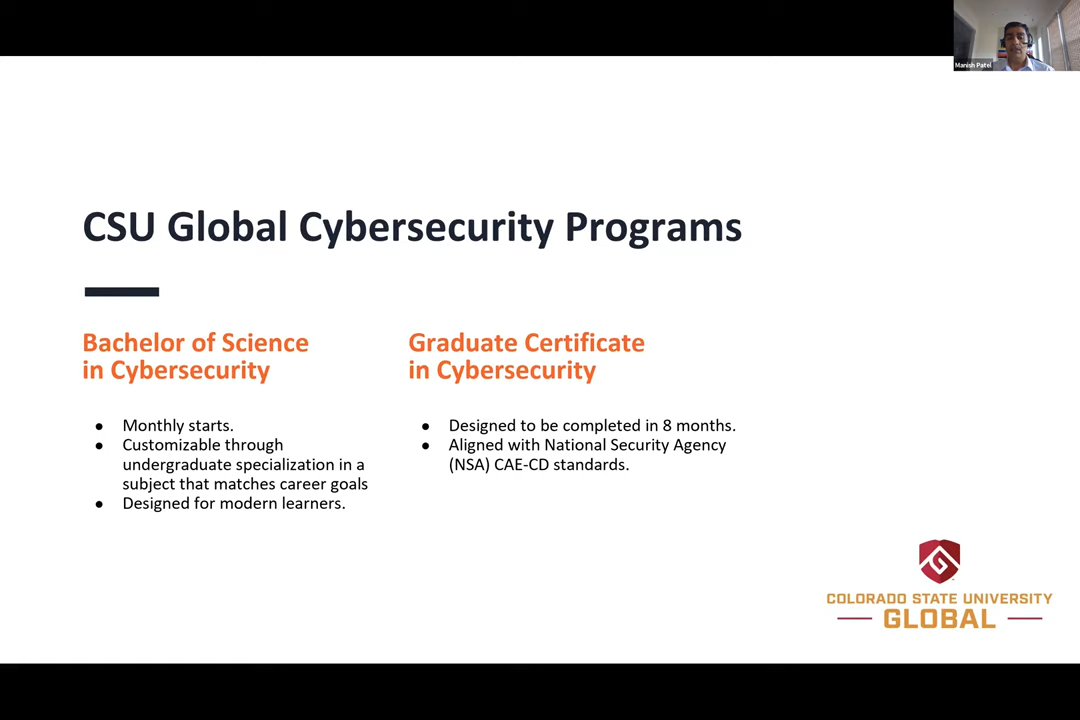 Manish Patel
CSU Global Cybersecurity Programs
Bachelor of Science
in Cybersecurity
● Monthly starts.
● Customizable through
undergraduate specialization in a
subject that matches career goals
● Designed for modern learners.
Graduate Certificate
in Cybersecurity
● Designed to be completed in 8 months.
● Aligned with National Security Agency
(NSA) CAE-CD standards.
COLORADO STATE UNIVERSITY
GLOBAL